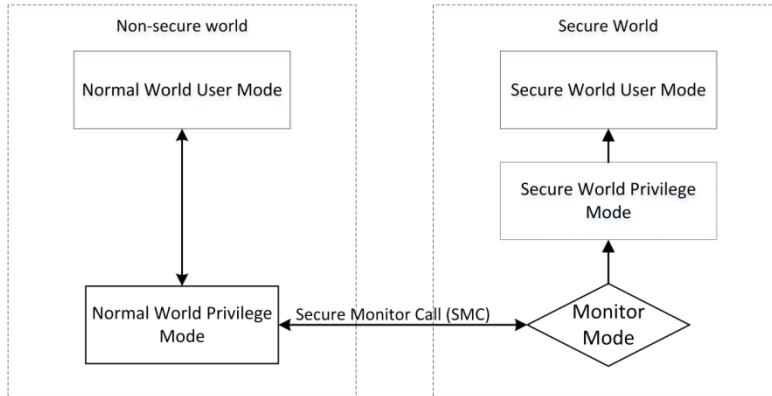 Non-secure world
Secure World
Normal World User Mode
Secure World User Mode
Secure World Privilege
Mode
Normal World Privilege
Mode
Secure Monitor Call (SMC)
Monitor
Mode